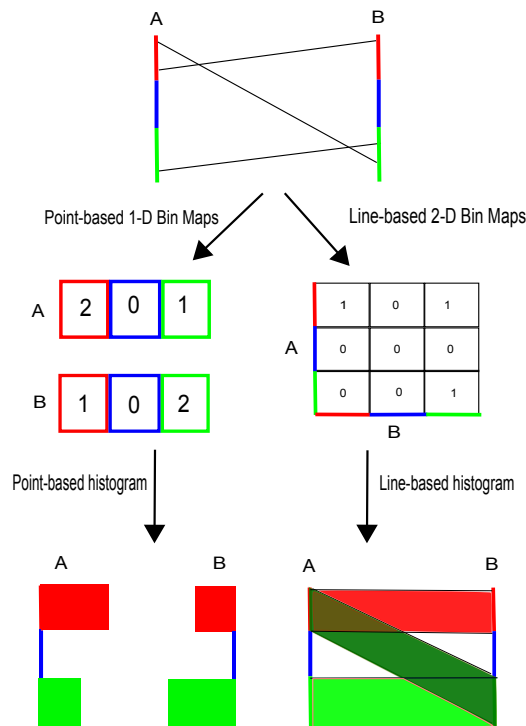 A B
Point-based 1-D Bin Maps Line-based 2-D Bin Maps
A 2 0 1
B 1 0 2
1 0 1
A 0 0 0
0 0 1
B
Point-based histogram Line-based histogram
A B A B